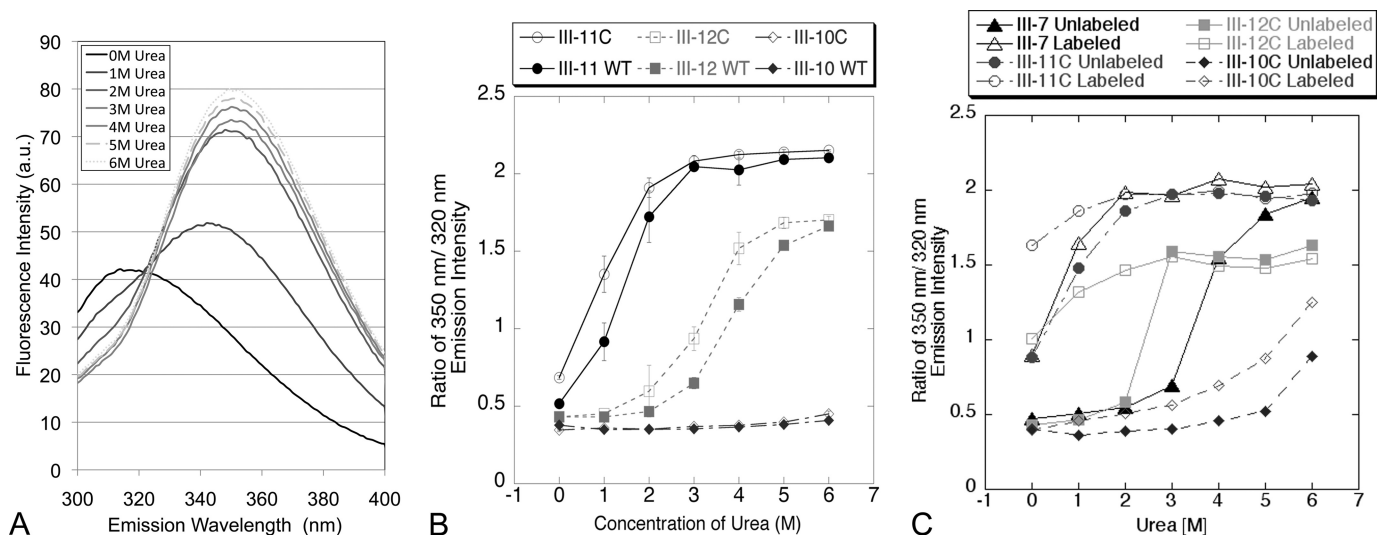 90
80
70
60
50
40
30
20
10
0
Fluorescence Intensity (a.u.)
0M Urea
1M Urea
2M Urea
3M Urea
4M Urea
5M Urea
6M Urea
300 320 340 360 380 400
Emission Wavelength (nm)
A
III-11C III-12C III-10C
III-11 WT III-12 WT III-10 WT
2.5
2
1.5
1
0.5
0
Ratio of 350 nm/ 320 nm
Emission Intensity
-1 0 1 2 3 4 5 6 7
Concentration of Urea (M)
B
III-7 Unlabeled III-12C Unlabeled
III-7 Labeled III-12C Labeled
III-11C Unlabeled III-10C Unlabeled
III-11C Labeled III-10C Labeled
2.5
2.0
1.5
1.0
0.5
0
Ratio of 350 nm/320 nm
Emission Intensity
-1 0 1 2 3 4 5 6 7
Urea [M]
C